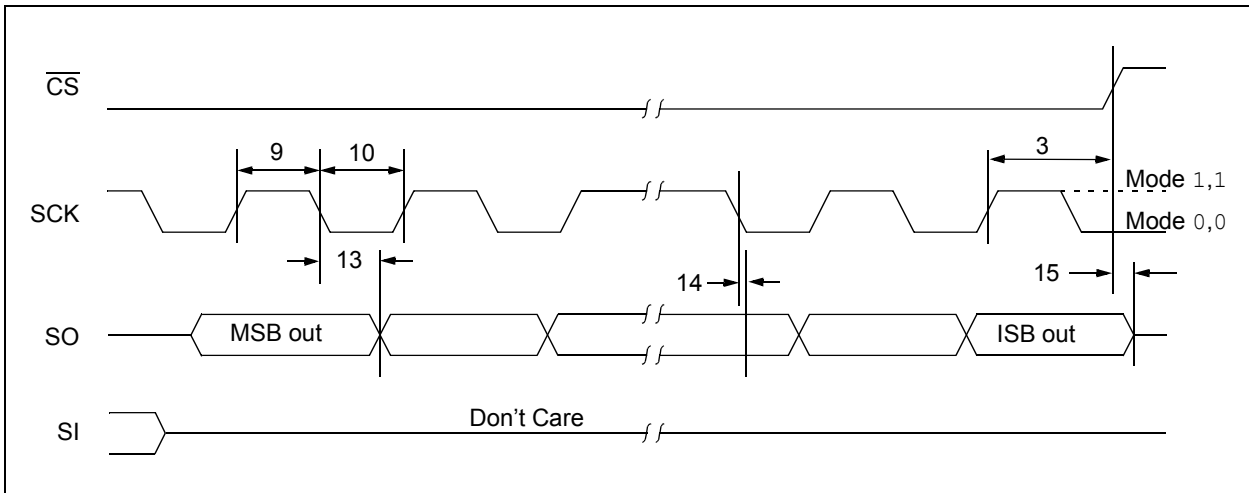 CS
9
10
3
Mode 1,1
SCK
Mode 0,0
13
14
15
SO
MSB out
ISB out
Don't Care
SI